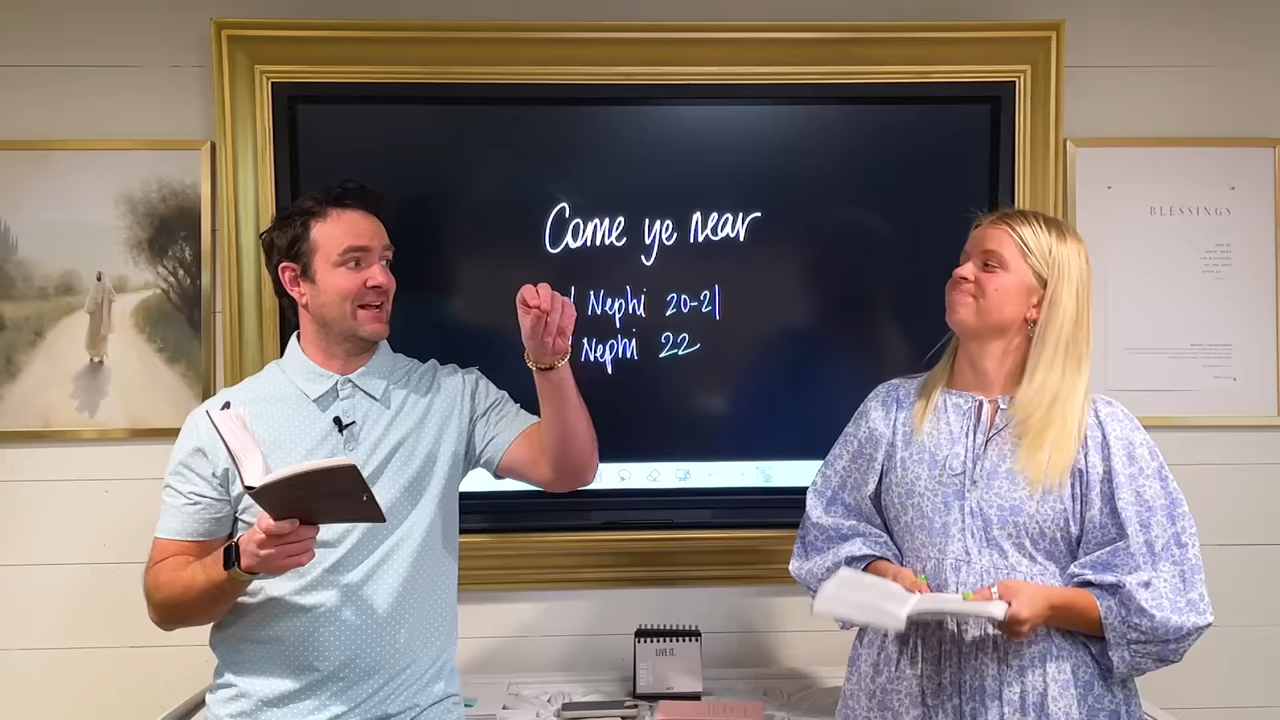 Come ye near
Nephi 20-21
Nephi 22
BLESSINGS
LIVE IT.